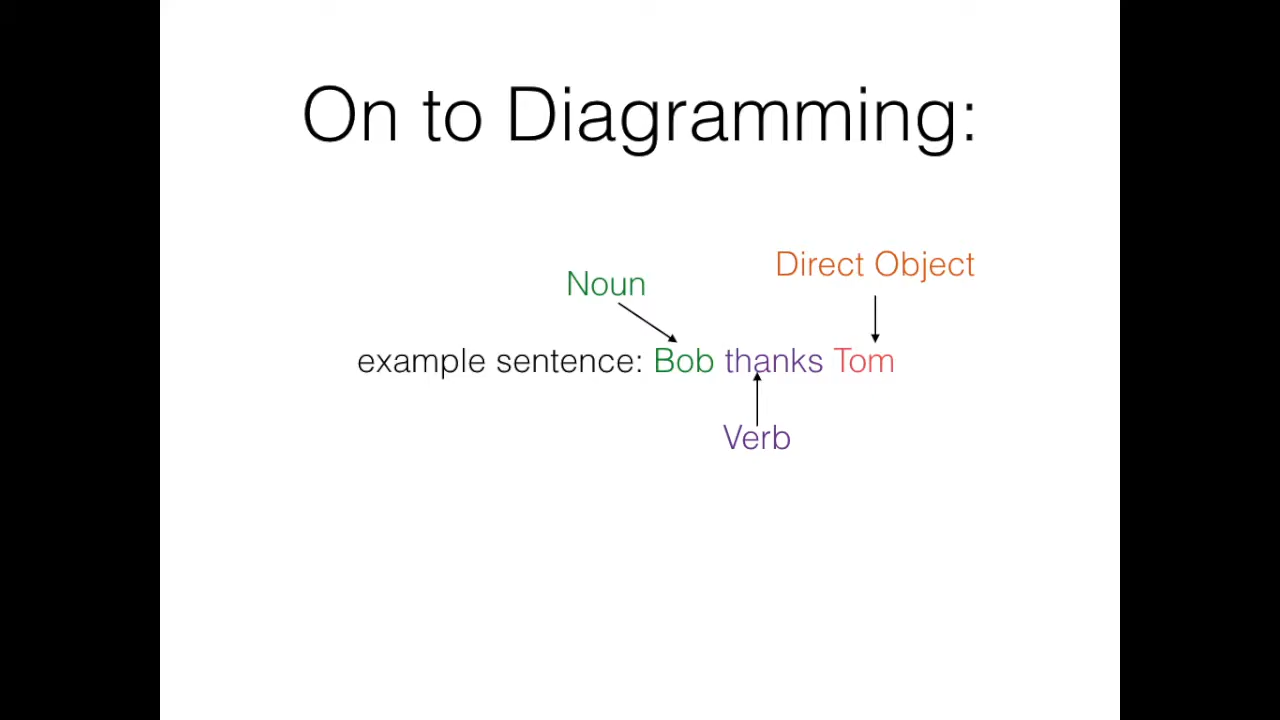 On to Diagramming:
Direct Object
Noun
example sentence: Bob thanks Tom
Verb